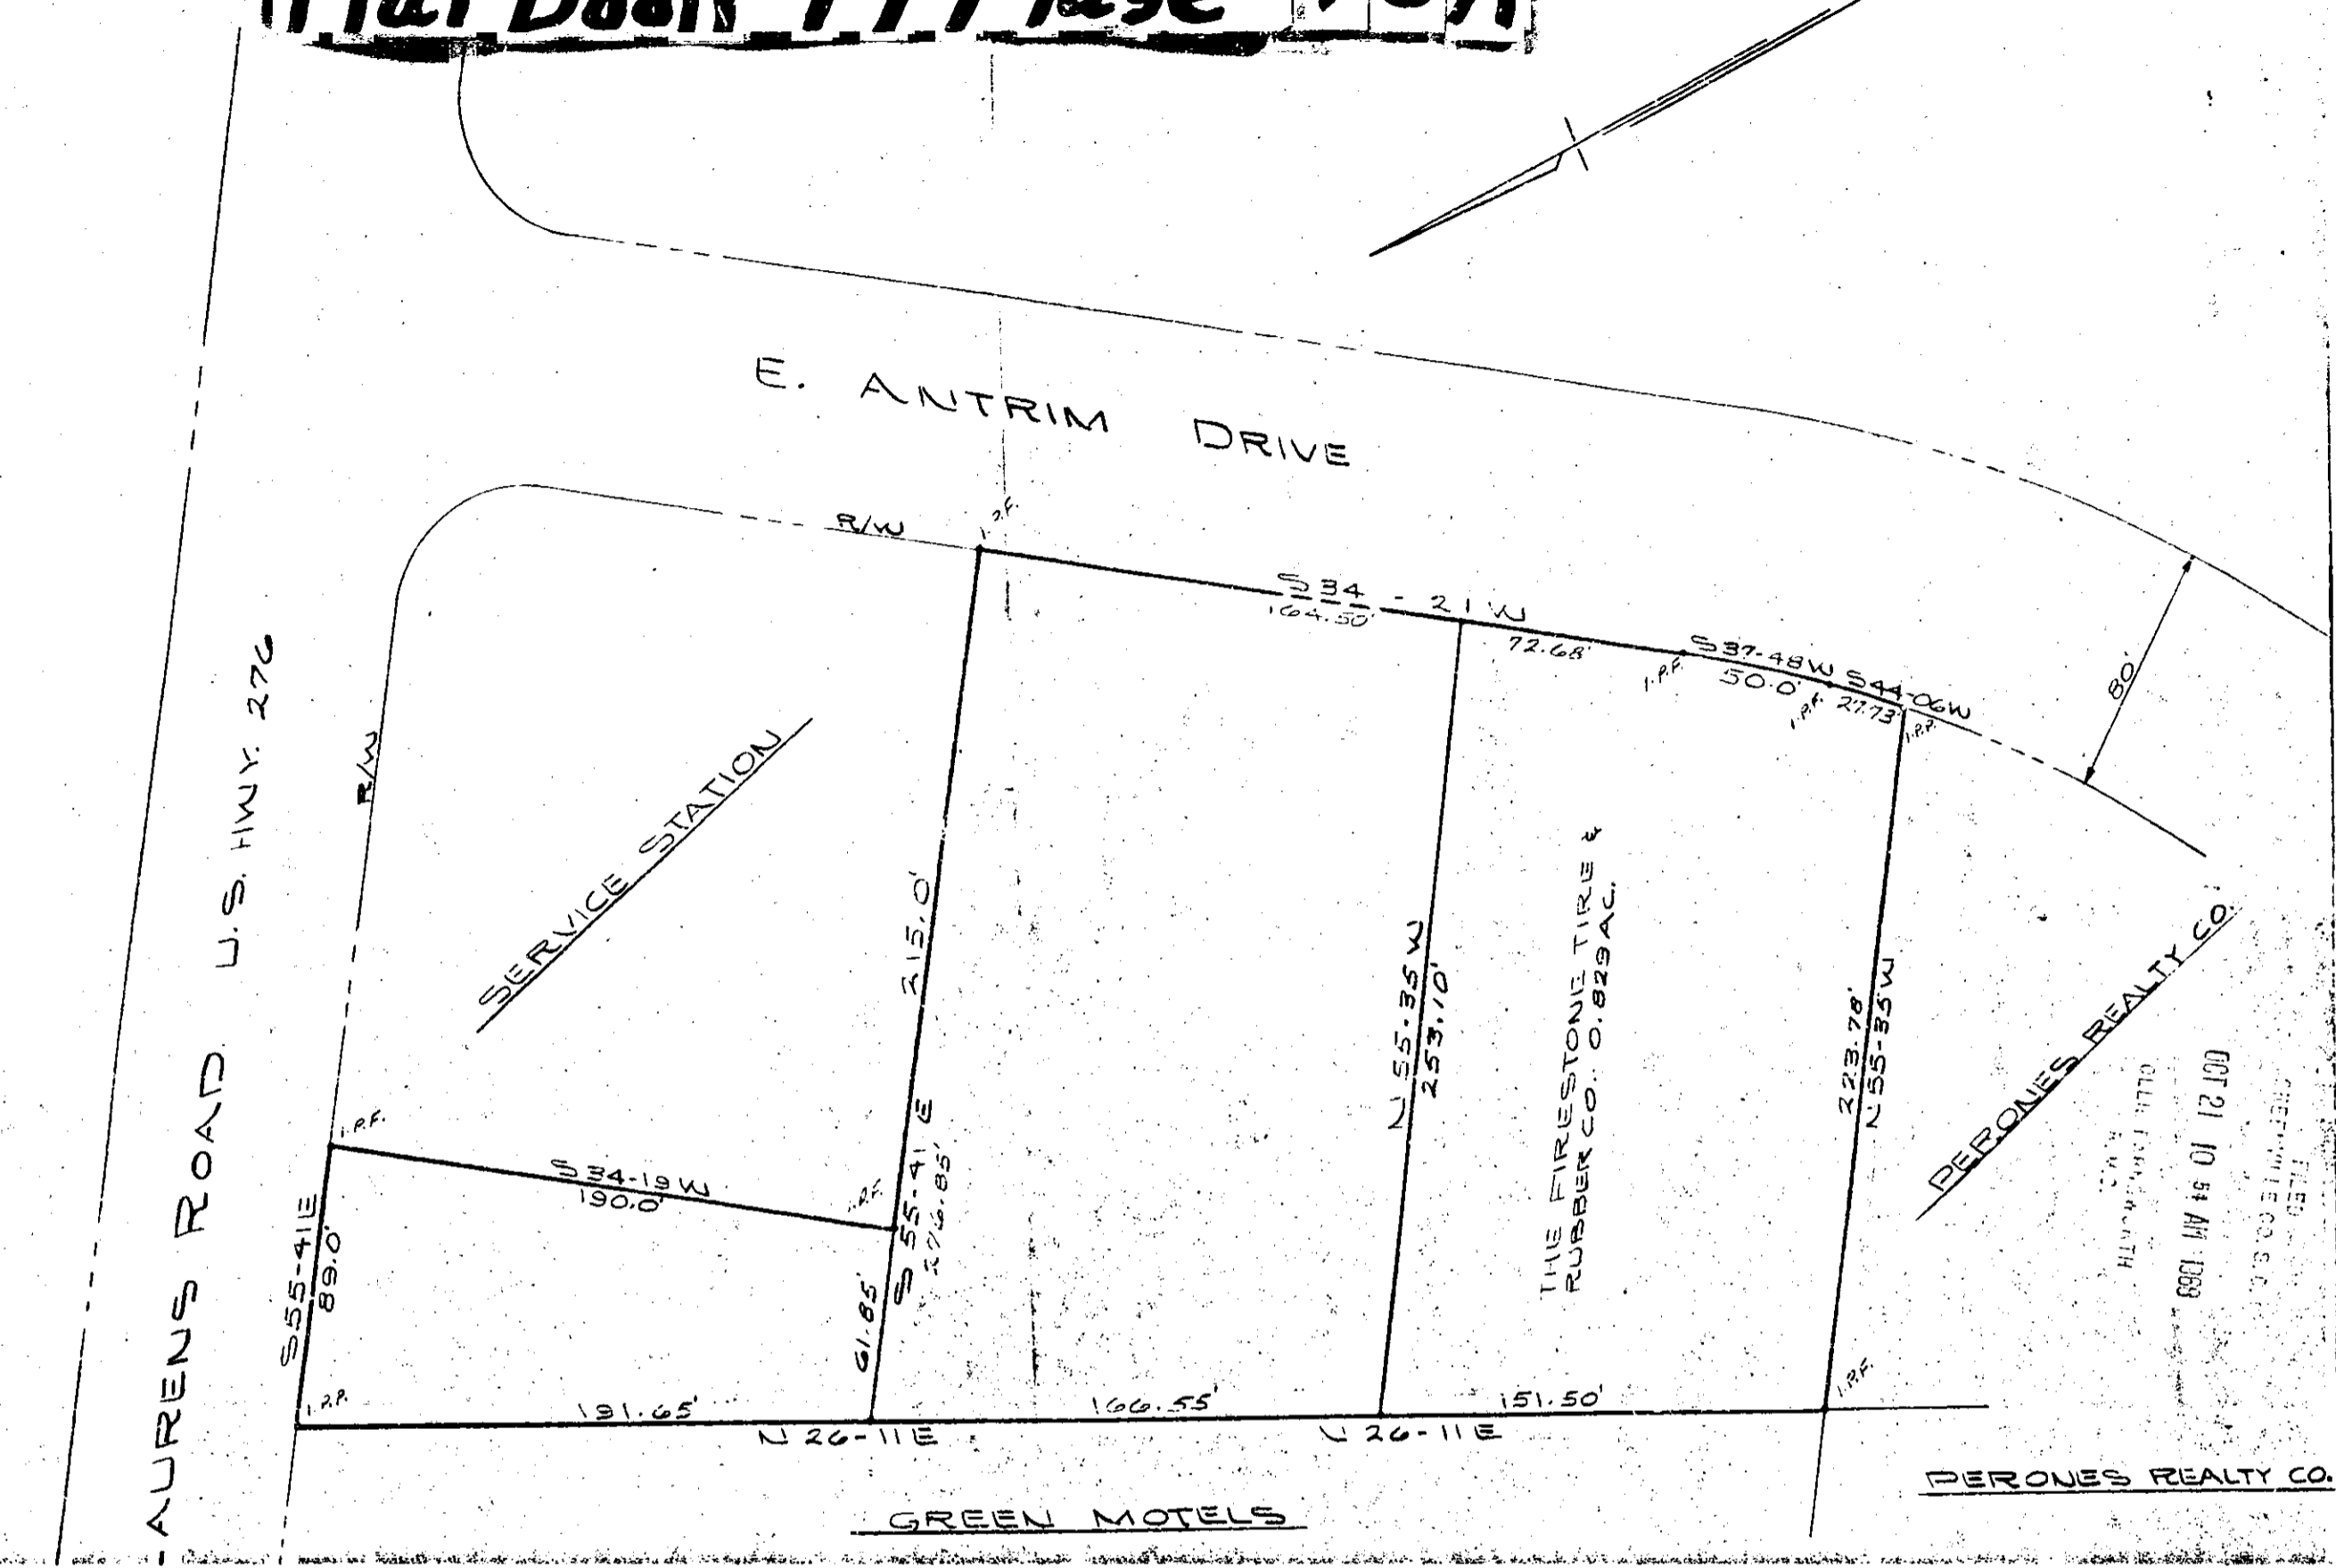 E. ANTRIM DRIVE
R/W
I.P.F.
S 34 - 21 W
164.50'
72.68'
I.P.F.
S 37-48 W
50.0'
I.P.F.
S 44-06 W
27.73'
I.P.P.
80'
R/W
U.S. HWY. 276
AURENS ROAD
SERVICE STATION
215.0'
S 55-41 E
276.85'
61.85'
N 55-35 W
253.10'
THE FIRESTONE TIRE &
RUBBER CO.. 0.829 AC.
223.78'
N 55-35 W
PERONES REALTY CO.
FILED
GREENVILLE CO. S. C.
OCT 21 10 54 AM 1969
R.M.C.
I.P.F.
S 34-19 W
190.0'
I.P.F.
S 55-41 E
89.0'
I.P.P.
191.65'
166.55'
151.50'
I.P.F.
N 26-11 E
N 26-11 E
GREEN MOTELS
PERONES REALTY CO.